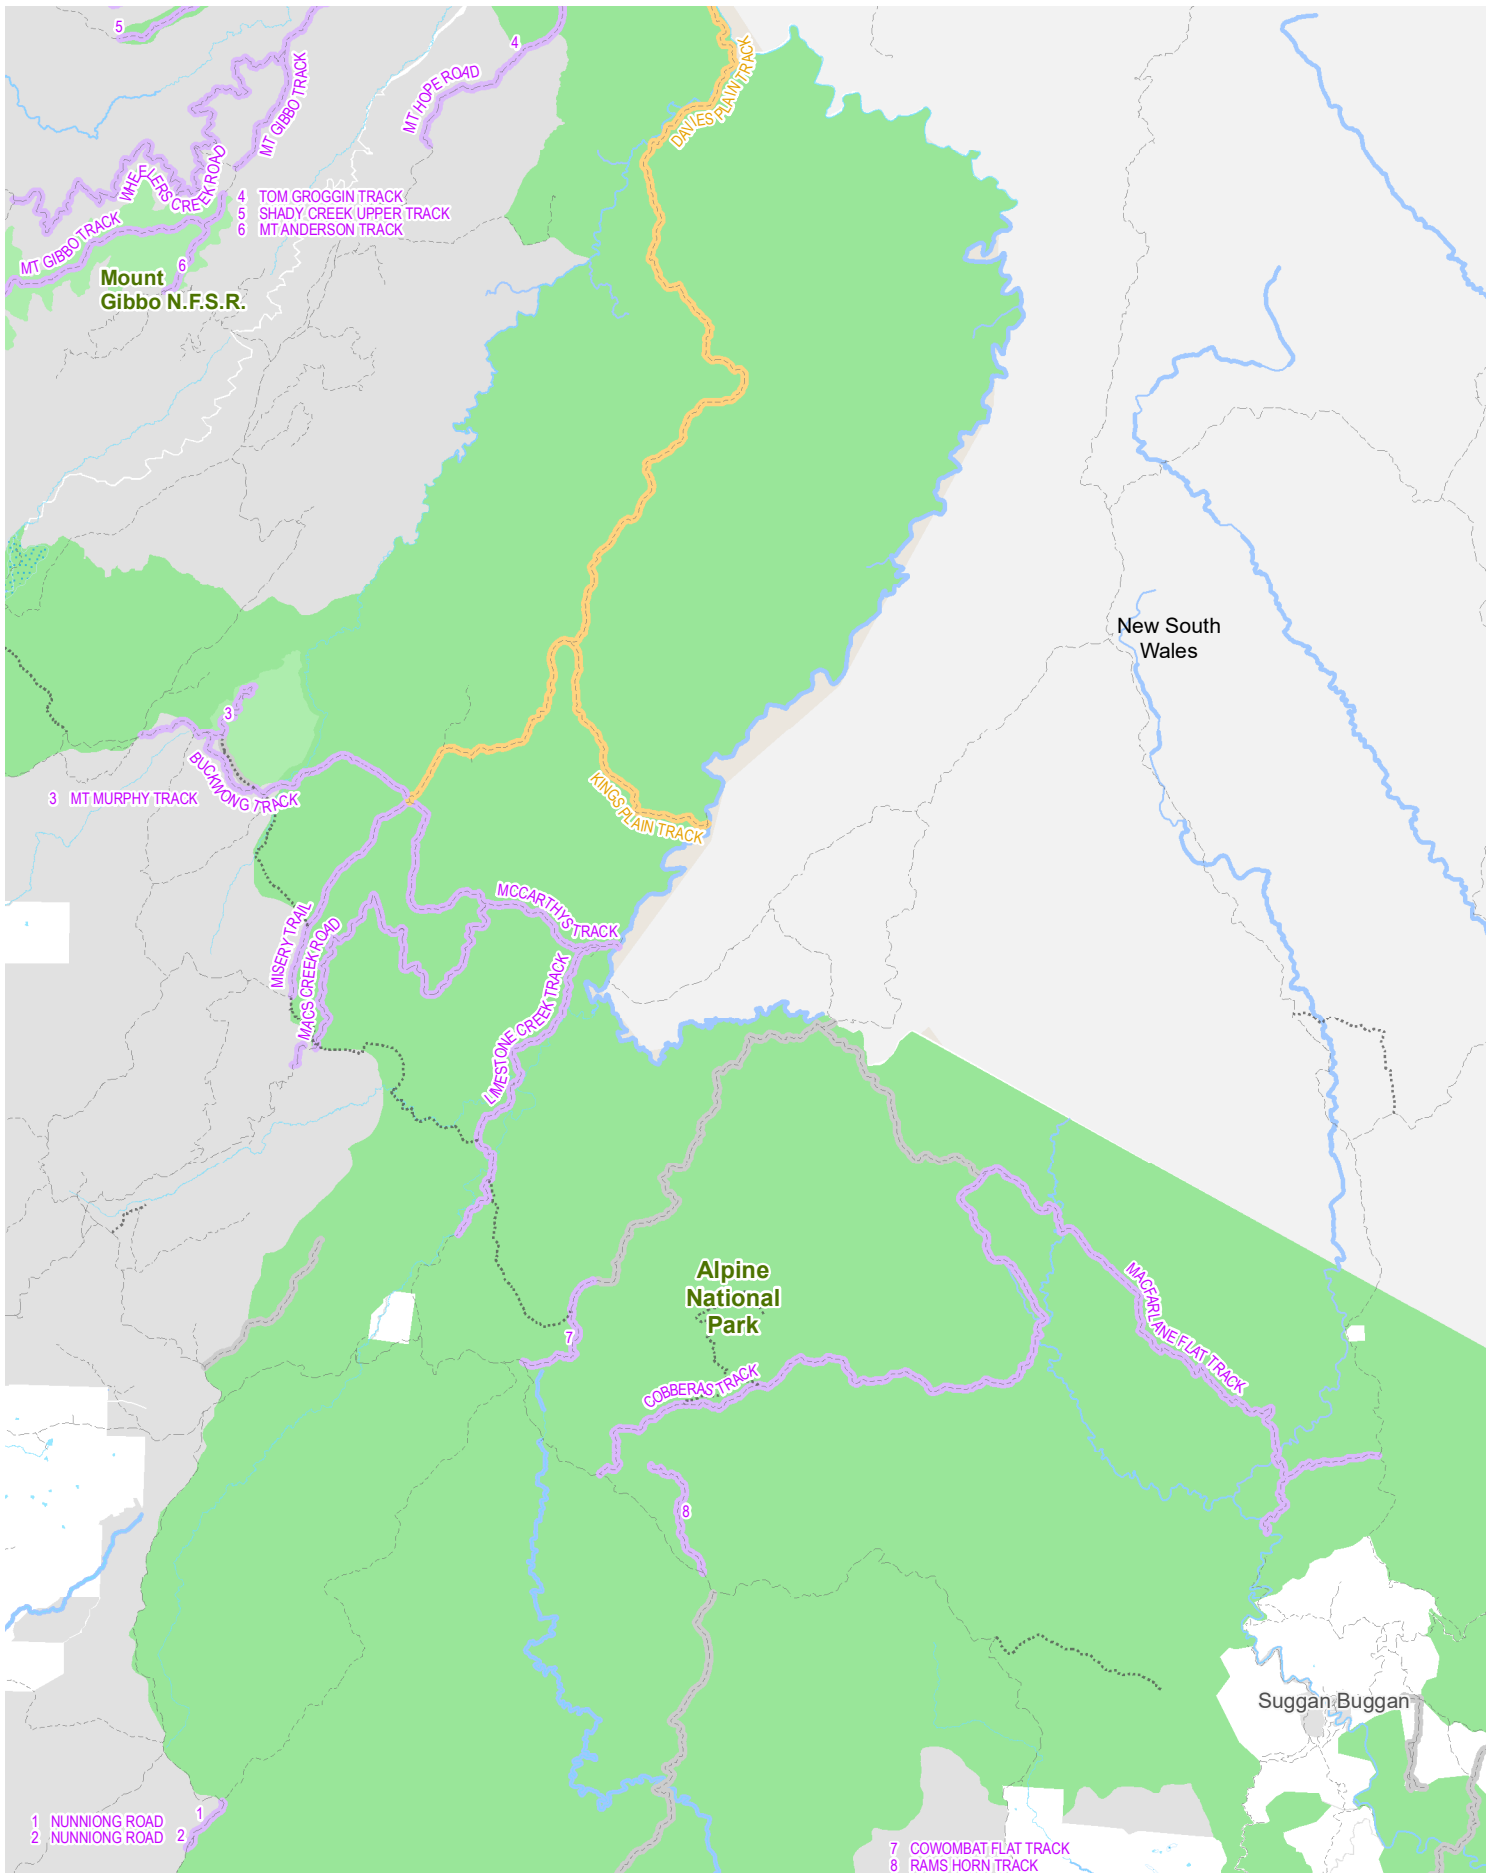 5
4
DAVIES PLAIN TRACK
MT GIBBO TRACK
MT HOPE ROAD
WHEELERS CREEK ROAD
4 TOM GROGGIN TRACK
5 SHADY CREEK UPPER TRACK
6 MT ANDERSON TRACK
MT GIBBO TRACK
6
Mount
Gibbo N.F.S.R.
New South
Wales
3
BUCKWONG TRACK
3 MT MURPHY TRACK
KINGS PLAIN TRACK
MCCARTHYS TRACK
MISERY TRAIL
MACS CREEK ROAD
LIMESTONE CREEK TRACK
Alpine
National
Park
MACFARLANE FLAT TRACK
7
COBBERAS TRACK
8
Suggan Buggan
1
1 NUNNIONG ROAD
2 NUNNIONG ROAD
2
7 COWOMBAT FLAT TRACK
8 RAMS HORN TRACK